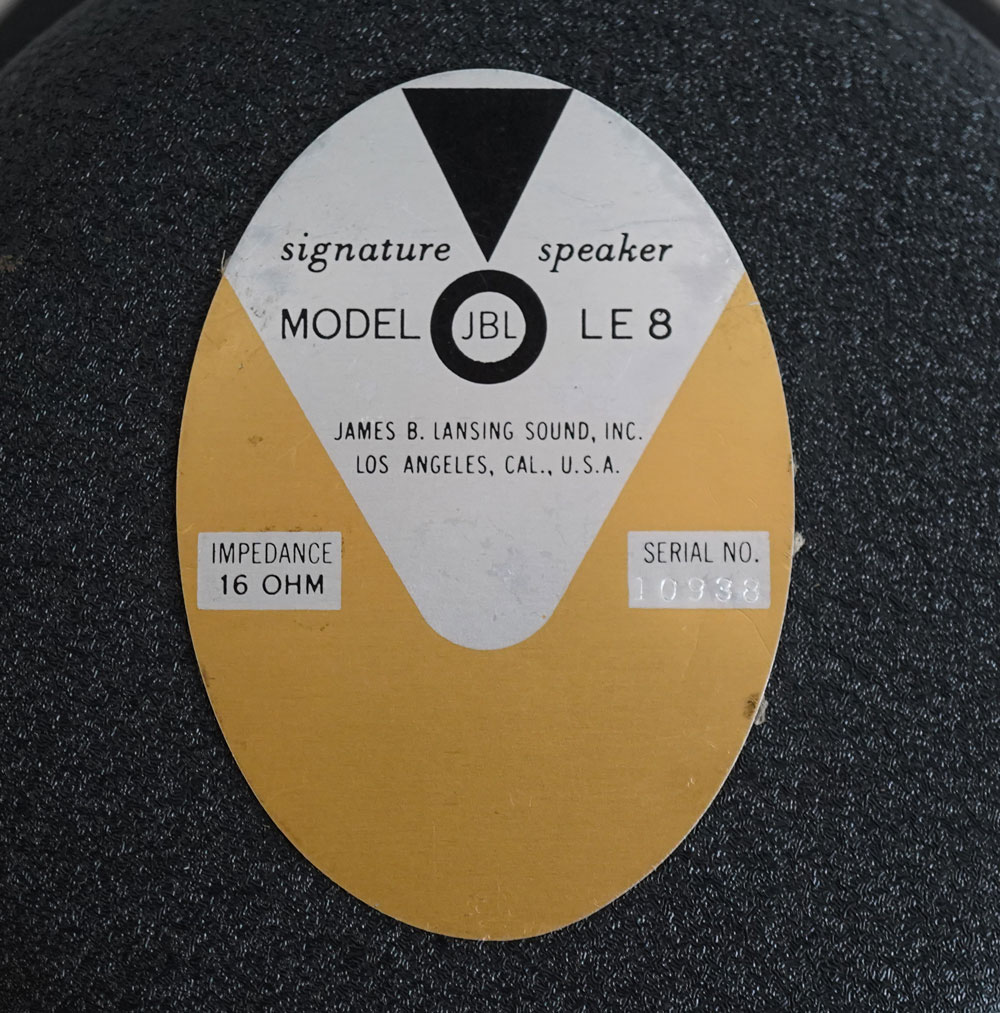 signature speaker
MODEL JBL LE 8
JAMES B. LANSING SOUND, INC.
LOS ANGELES, CAL., U.S.A.
IMPEDANCE
16 OHM
SERIAL NO.
10938